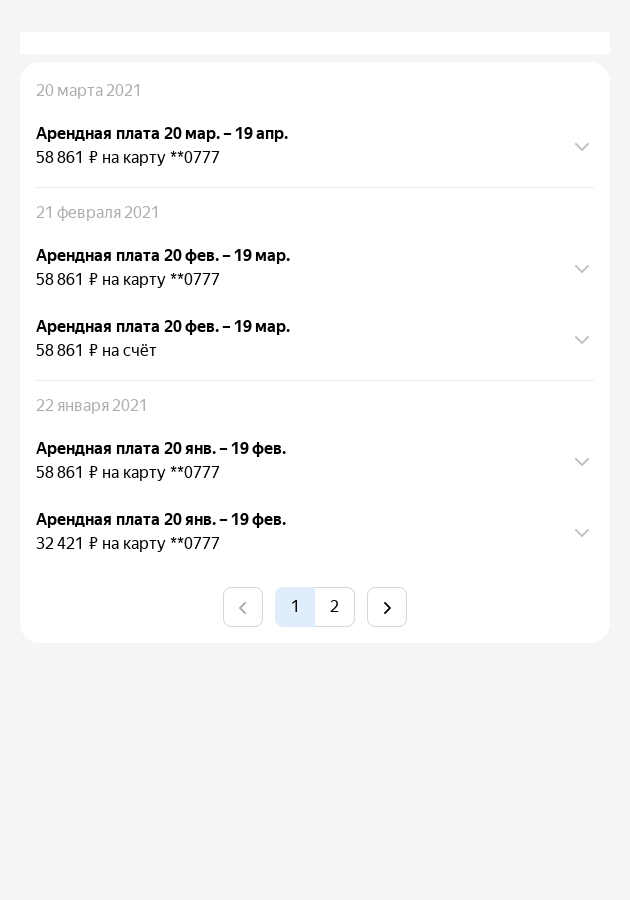 20 марта 2021
Арендная плата 20 мар. – 19 апр.
58 861 ₽ на карту **0777
21 февраля 2021
Арендная плата 20 фев. – 19 мар.
58 861 ₽ на карту **0777
Арендная плата 20 фев. – 19 мар.
58 861 ₽ на счёт
22 января 2021
Арендная плата 20 янв. – 19 фев.
58 861 ₽ на карту **0777
Арендная плата 20 янв. – 19 фев.
32 421 ₽ на карту **0777
1 2